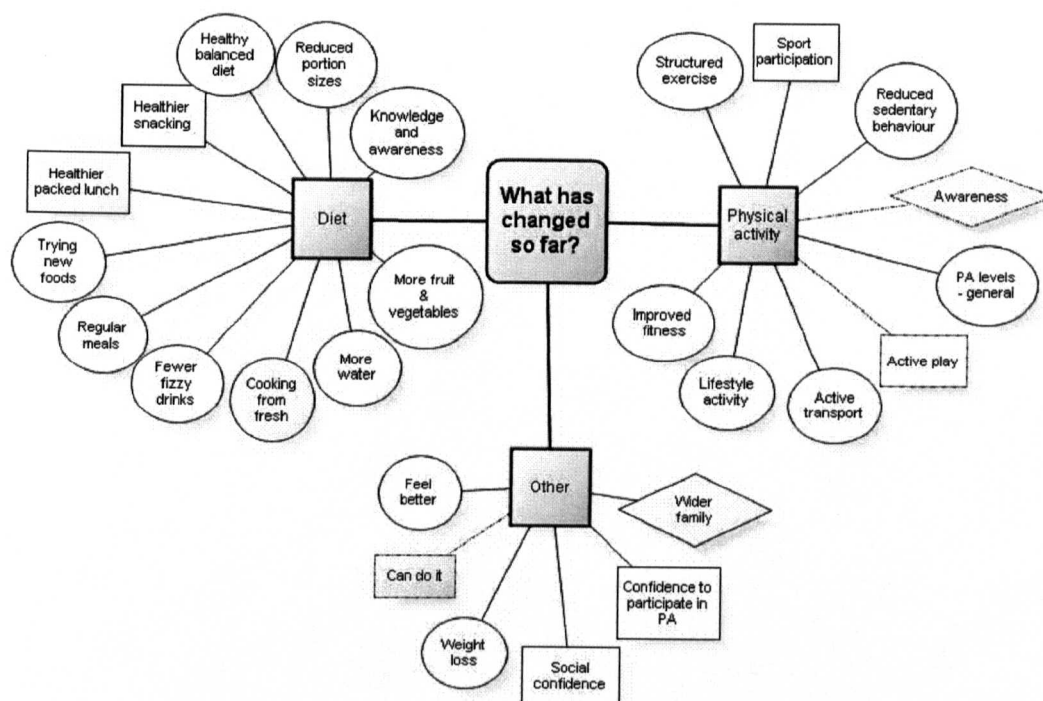 What has
changed
so far?
Diet
Healthy
balanced
diet
Reduced
portion
sizes
Knowledge
and
awareness
Healthier
snacking
Healthier
packed lunch
Trying
new
foods
Regular
meals
Fewer
fizzy
drinks
Cooking
from
fresh
More
water
More fruit
&
vegetables
Physical
activity
Structured
exercise
Sport
participation
Reduced
sedentary
behaviour
Awareness
PA levels
- general
Active play
Active
transport
Lifestyle
activity
Improved
fitness
Other
Feel
better
Can do it
Weight
loss
Social
confidence
Confidence to
participate in
PA
Wider
family